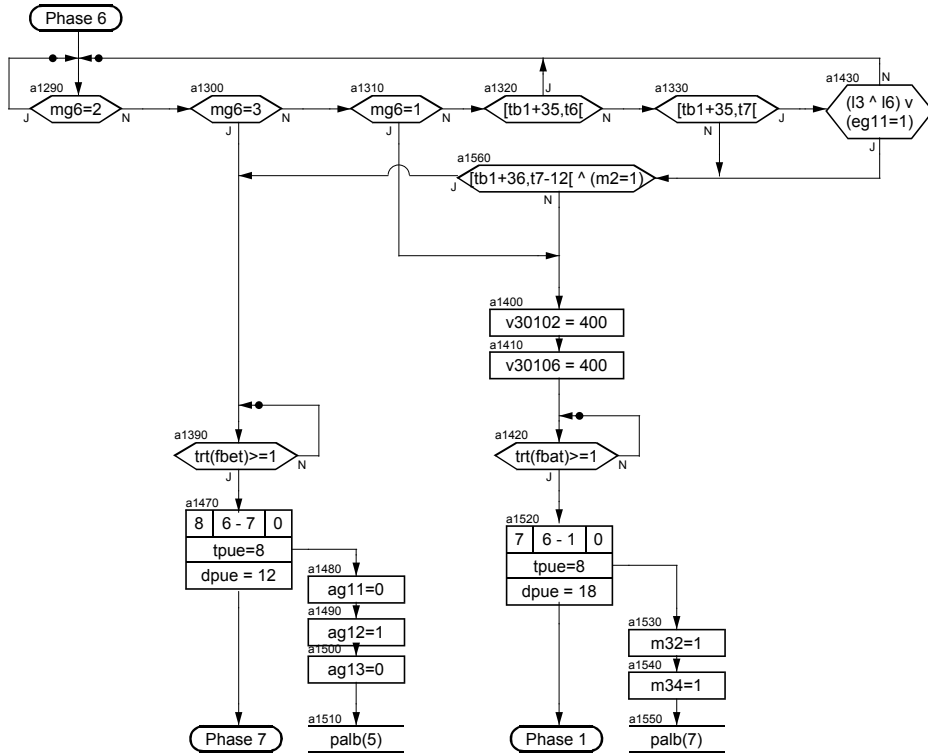 Phase 6
a1290
mg6=2
J
N
a1300
mg6=3
J
N
a1310
mg6=1
J
N
a1320
[tb1+35,t6[
J
N
a1330
[tb1+35,t7[
N
J
a1430
N
(l3 ^ l6) v
(eg11=1)
J
a1560
[tb1+36,t7-12[ ^ (m2=1)
J
N
a1400
v30102 = 400
a1410
v30106 = 400
a1390
trt(fbet)>=1
J
N
a1420
trt(fbat)>=1
J
N
a1470
8 6 - 7 0
tpue=8
dpue = 12
a1480
ag11=0
a1490
ag12=1
a1500
ag13=0
a1510
palb(5)
Phase 7
a1520
7 6 - 1 0
tpue=8
dpue = 18
a1530
m32=1
a1540
m34=1
a1550
palb(7)
Phase 1